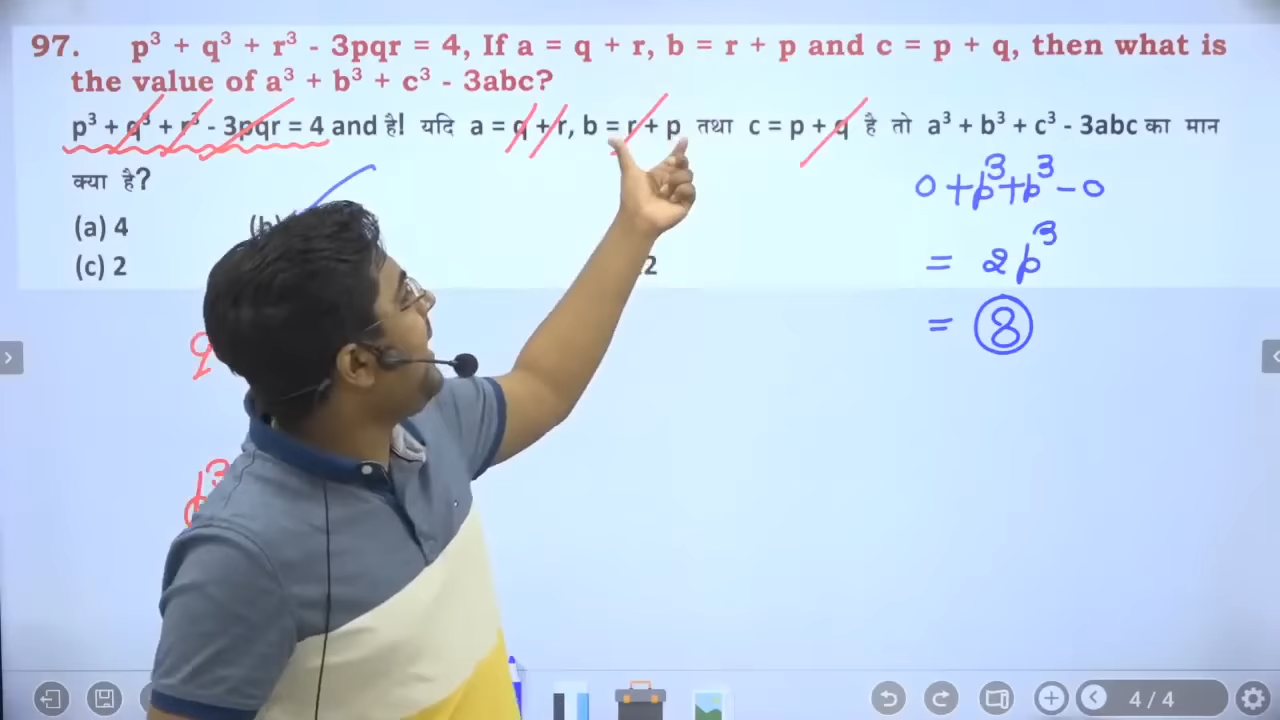 97. p³ + q³ + r³ - 3pqr = 4, If a = q + r, b = r + p and c = p + q, then what is
the value of a³ + b³ + c³ - 3abc?
p³ + q³ + r³ - 3pqr = 4 and है! यदि a = q + r, b = r + p तथा c = p + q है तो a³ + b³ + c³ - 3abc का मान
क्या है?
(a) 4 (b)
(c) 2
0 + p³ + p³ - 0
= 2p³
= 8
q
p³
4 / 4